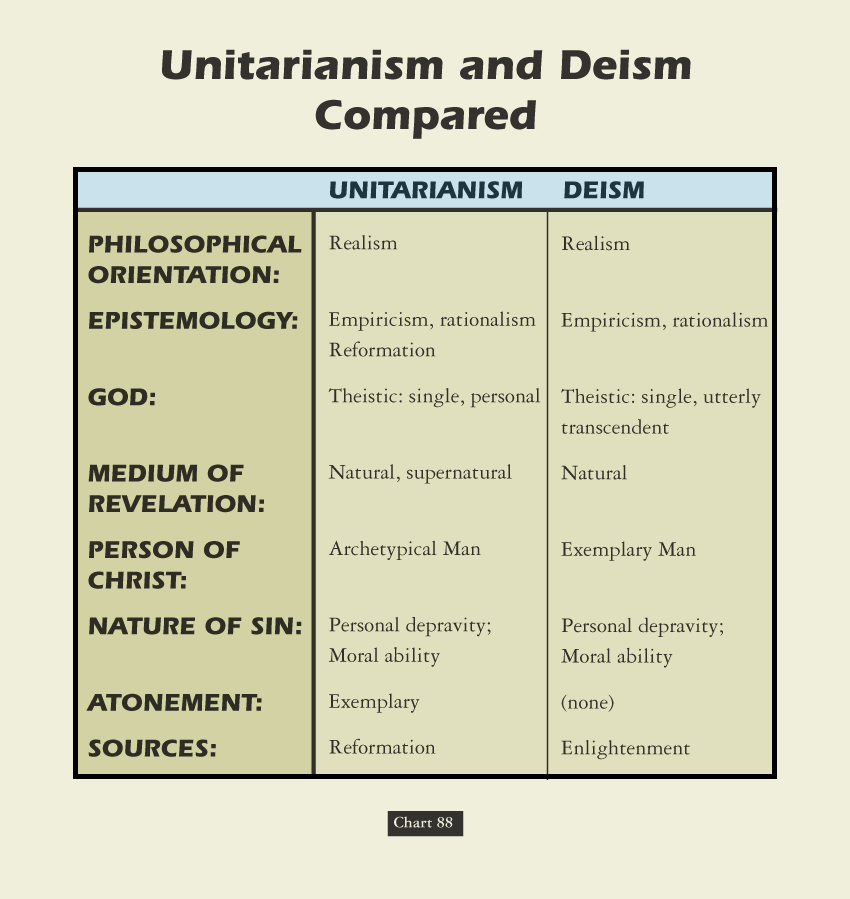 Unitarianism and Deism
Compared
UNITARIANISM DEISM
PHILOSOPHICAL Realism Realism
ORIENTATION:
EPISTEMOLOGY: Empiricism, rationalism Empiricism, rationalism
Reformation
GOD: Theistic: single, personal Theistic: single, utterly
transcendent
MEDIUM OF Natural, supernatural Natural
REVELATION:
PERSON OF Archetypical Man Exemplary Man
CHRIST:
NATURE OF SIN: Personal depravity; Personal depravity;
Moral ability Moral ability
ATONEMENT: Exemplary (none)
SOURCES: Reformation Enlightenment
Chart 88